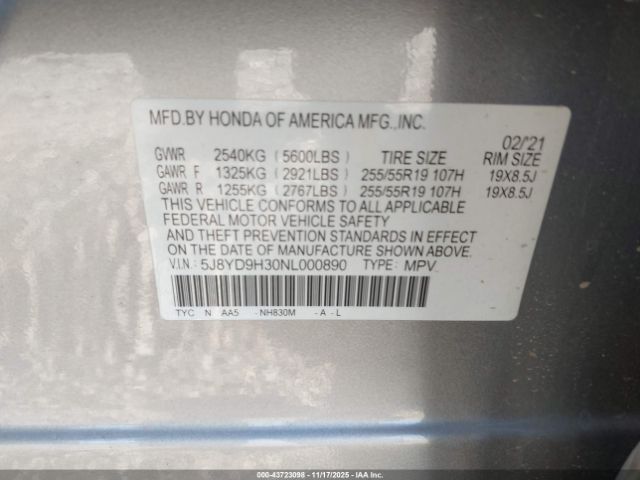 MFD.BY HONDA OF AMERICA MFG.,INC.
02/'21
GVWR 2540KG (5600LBS) TIRE SIZE RIM SIZE
GAWR F 1325KG (2921LBS) 255/55R19 107H 19X8.5J
GAWR R 1255KG (2767LBS) 255/55R19 107H 19X8.5J
THIS VEHICLE CONFORMS TO ALL APPLICABLE
FEDERAL MOTOR VEHICLE SAFETY
AND THEFT PREVENTION STANDARDS IN EFFECT
ON THE DATE OF MANUFACTURE SHOWN ABOVE.
V.I.N.: 5J8YD9H30NL000890 TYPE: MPV
TYC N AA5 -NH830M -A-L
000-43723098 - 11/17/2025 - IAA Inc.